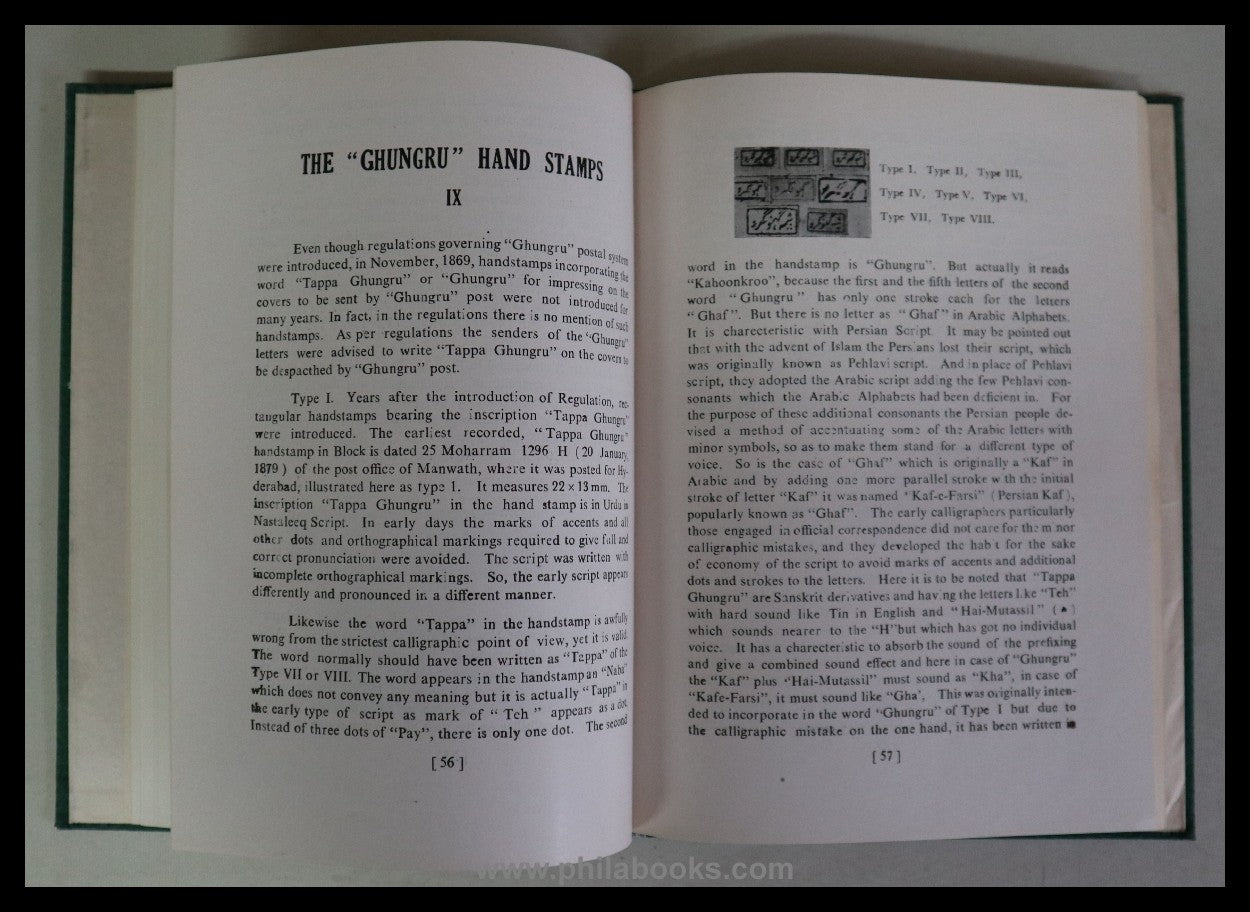 THE “GHUNGRU” HAND STAMPS
IX
Even though regulations governing “Ghungru” postal system
were introduced, in November, 1869, handstamps incorporating the
word “Tappa Ghungru” or “Ghungru” for impressing on the
covers to be sent by “Ghungru” post were not introduced for
many years. In fact, in the regulations there is no mention of such
handstamps. As per regulations the senders of the “Ghungru”
letters were advised to write “Tappa Ghungru” on the covers to
be despacthed by “Ghungru” post.
Type I. Years after the introduction of Regulation, rec-
tangular handstamps bearing the inscription “Tappa Ghungru”
were introduced. The earliest recorded, “Tappa Ghungru”
handstamp in Block is dated 25 Moharram 1296 H (20 January,
1879) of the post office of Manwath, where it was posted for Hy-
derabad, illustrated here as type 1. It measures 22 × 13 mm. The
inscription “Tappa Ghungru” in the hand stamp is in Urdu in
Nastaleeq Script. In early days the marks of accents and all
other dots and orthographical markings required to give full and
correct pronunciation were avoided. The script was written with
incomplete orthographical markings. So, the early script appears
differently and pronounced in a different manner.
Likewise the word “Tappa” in the handstamp is awfully
wrong from the strictest calligraphic point of view, yet it is valid.
The word normally should have been written as “Tappa” of the
Type VII or VIII. The word appears in the handstamp an “Naba”
which does not convey any meaning but it is actually “Tappa” in
the early type of script as mark of “Teh” appears as a dot.
Instead of three dots of “Pay”, there is only one dot. The second
[ 56 ]
Type I, Type II, Type III,
Type IV, Type V, Type VI,
Type VII, Type VIII.
word in the handstamp is “Ghungru”. But actually it reads
“Kahoonkroo”, because the first and the fifth letters of the second
word “Ghungru” has only one stroke each for the letters
“Ghaf”. But there is no letter as “Ghaf” in Arabic Alphabets.
It is charecteristic with Persian Script. It may be pointed out
that with the advent of Islam the Persians lost their script, which
was originally known as Pehlavi script. And in place of Pehlavi
script, they adopted the Arabic script adding the few Pehlavi con-
sonants which the Arabic Alphabets had been deficient in. For
the purpose of these additional consonants the Persian people de-
vised a method of accentuating some of the Arabic letters with
minor symbols, so as to make them stand for a different type of
voice. So is the case of “Ghaf” which is originally a “Kaf” in
Arabic and by adding one more parallel stroke with the initial
stroke of letter “Kaf” it was named ‘Kaf-e-Farsi” (Persian Kaf),
popularly known as “Ghaf”. The early calligraphers particularly
those engaged in official correspondence did not care for them nor
calligraphic mistakes, and they developed the habit for the sake
of economy of the script to avoid marks of accents and additional
dots and strokes to the letters. Here it is to be noted that “Tappa
Ghungru” are Sanskrit derivatives and having the letters like “Teh”
with hard sound like Tin in English and “Hai-Mutassil” (ﻬ)
which sounds nearer to the “H”but which has got no individual
voice. It has a charecteristic to absorb the sound of the prefixing
and give a combined sound effect and here in case of “Ghungru”
the “Kaf” plus “Hai-Mutassil” must sound as “Kha”, in case of
“Kafe-Farsi”, it must sound like “Gha’. This was originally inten-
ded to incorporate in the word “Ghungru” of Type I but due to
the calligraphic mistake on the one hand, it has been written in
[ 57 ]
www.philabooks.com